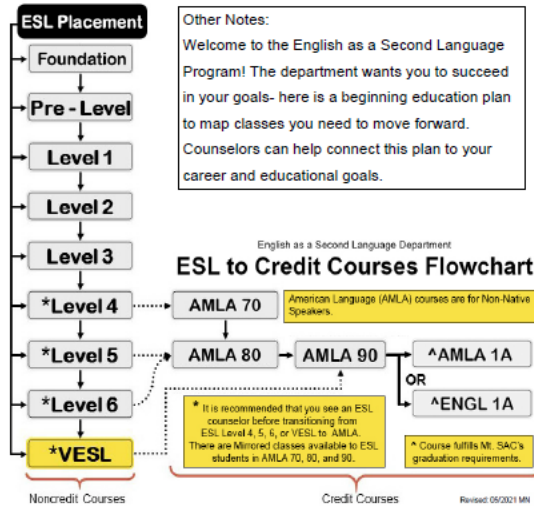 ESL Placement
Foundation
Pre - Level
Level 1
Level 2
Level 3
*Level 4
*Level 5
*Level 6
*VESL
Noncredit Courses
Other Notes:
Welcome to the English as a Second Language
Program! The department wants you to succeed
in your goals- here is a beginning education plan
to map classes you need to move forward.
Counselors can help connect this plan to your
career and educational goals.
English as a Second Language Department
ESL to Credit Courses Flowchart
AMLA 70
American Language (AMLA) courses are for Non-Native
Speakers.
AMLA 80
AMLA 90
^AMLA 1A
OR
^ENGL 1A
* It is recommended that you see an ESL
counselor before transitioning from
ESL Level 4, 5, 6, or VESL to AMLA.
There are Mirrored classes available to ESL
students in AMLA 70, 80, and 90.
^ Course fulfills Mt. SAC's
graduation requirements.
Credit Courses
Revised: 05/2021 MN